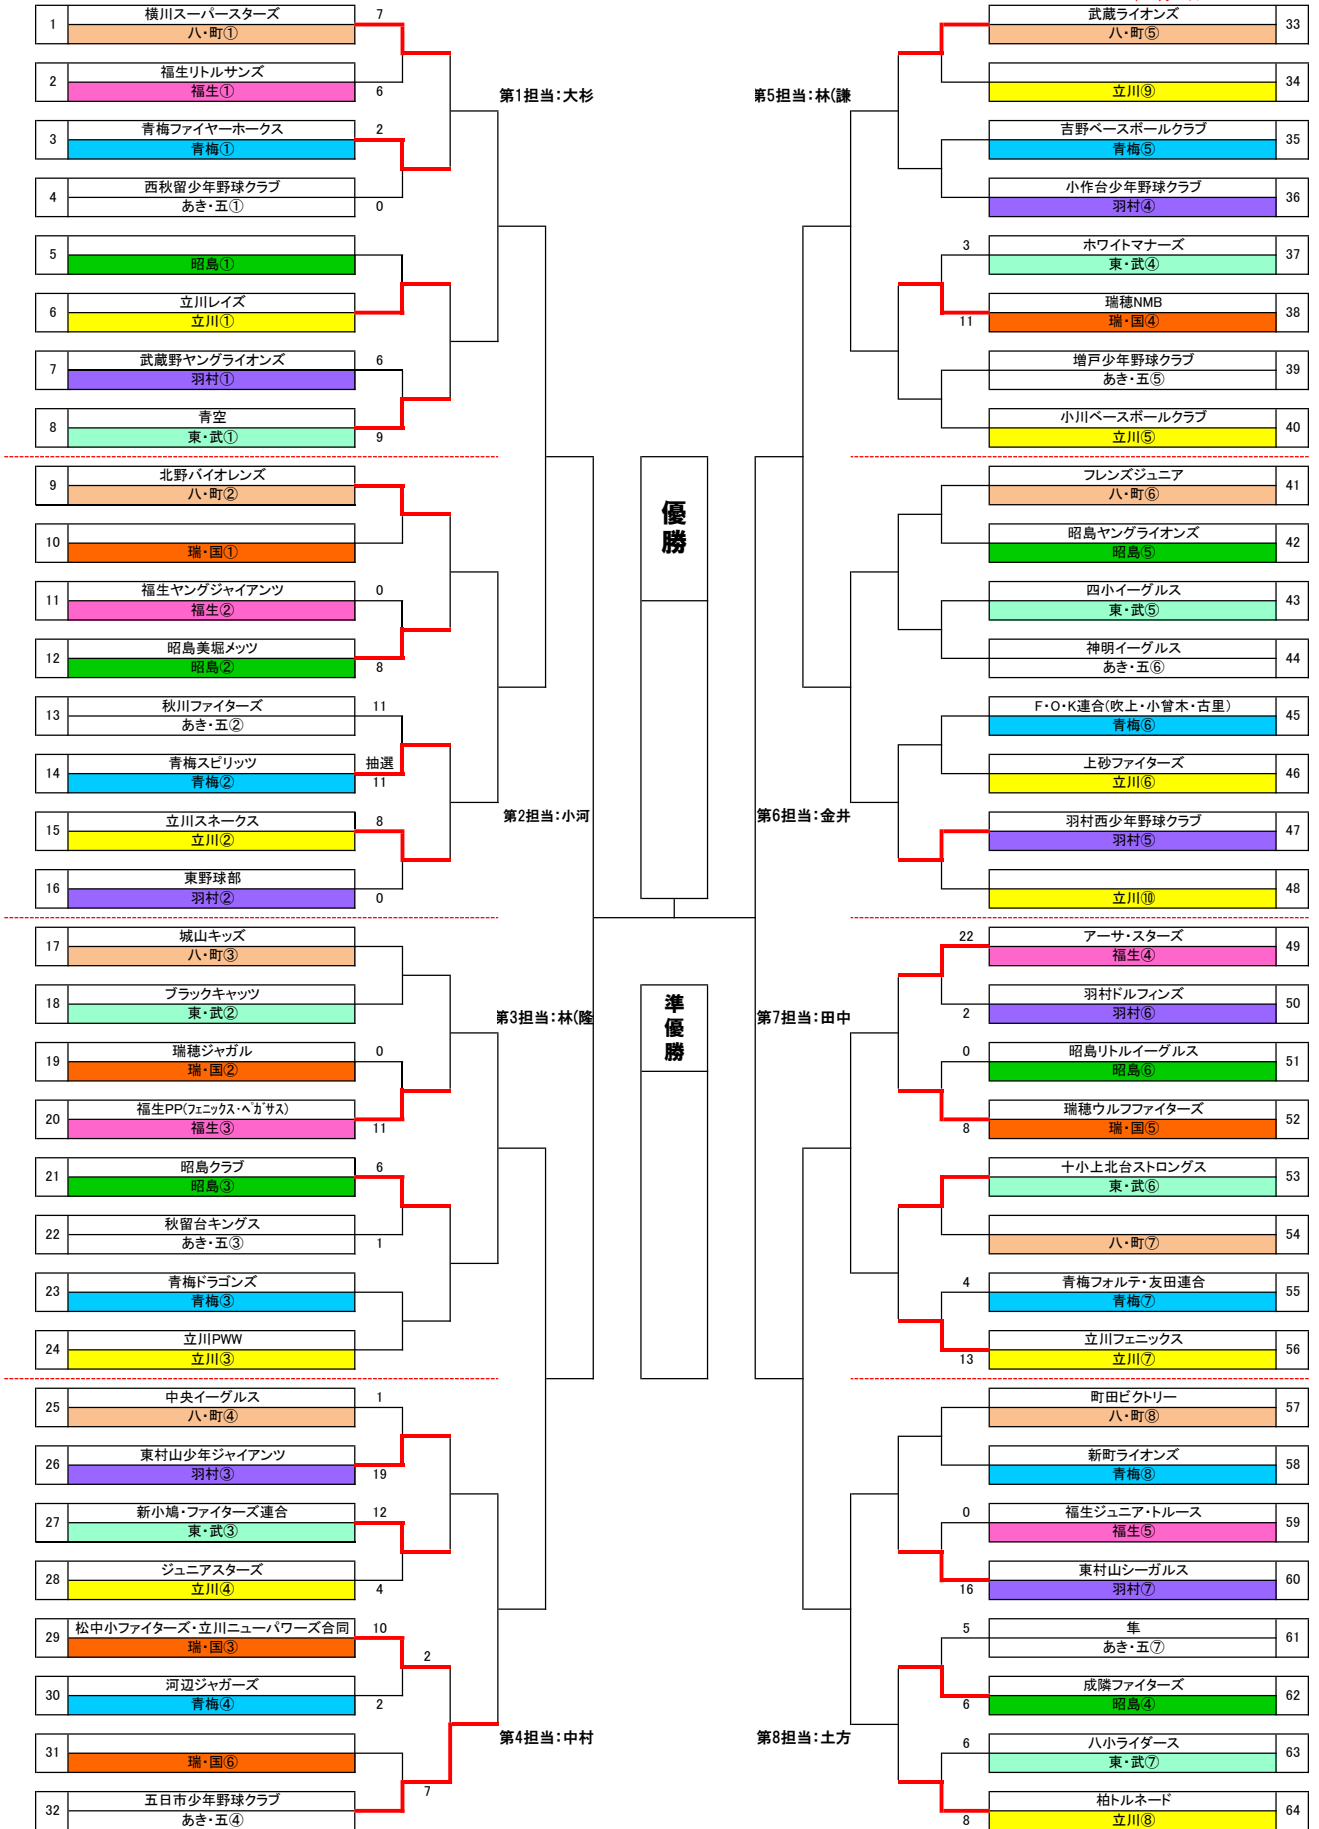 1
横川スーパースターズ
7
八・町①
2
福生リトルサンズ
福生①
6
第1担当：大杉
3
青梅ファイヤーホークス
2
青梅①
4
西秋留少年野球クラブ
あき・五①
0
5
昭島①
6
立川レイズ
立川①
7
武蔵野ヤングライオンズ
6
羽村①
8
青空
東・武①
9
9
北野バイオレンズ
八・町②
10
瑞・国①
11
福生ヤングジャイアンツ
0
福生②
12
昭島美堀メッツ
昭島②
8
13
秋川ファイターズ
11
あき・五②
14
青梅スピリッツ
抽選
青梅②
11
第2担当：小河
15
立川スネークス
8
立川②
16
東野球部
羽村②
0
17
城山キッズ
八・町③
18
ブラックキャッツ
東・武②
第3担当：林(隆
19
瑞穂ジャガル
0
瑞・国②
20
福生PP(フェニックス・ペガサス)
福生③
11
21
昭島クラブ
6
昭島③
22
秋留台キングス
あき・五③
1
23
青梅ドラゴンズ
青梅③
24
立川PWW
立川③
25
中央イーグルス
1
八・町④
26
東村山少年ジャイアンツ
羽村③
19
27
新小鳩・ファイターズ連合
12
東・武③
28
ジュニアスターズ
立川④
4
29
松中小ファイターズ・立川ニューパワーズ合同
10
瑞・国③
2
30
河辺ジャガーズ
青梅④
2
第4担当：中村
31
瑞・国⑥
7
32
五日市少年野球クラブ
あき・五④
優勝
準優勝
武蔵ライオンズ
33
八・町⑤
34
立川⑨
第5担当：林(謙
吉野ベースボールクラブ
35
青梅⑤
小作台少年野球クラブ
36
羽村④
3
ホワイトマナーズ
37
東・武④
瑞穂NMB
38
11
瑞・国④
増戸少年野球クラブ
39
あき・五⑤
小川ベースボールクラブ
40
立川⑤
フレンズジュニア
41
八・町⑥
昭島ヤングライオンズ
42
昭島⑤
四小イーグルス
43
東・武⑤
神明イーグルス
44
あき・五⑥
F・O・K連合(吹上・小曾木・古里)
45
青梅⑥
上砂ファイターズ
46
立川⑥
第6担当：金井
羽村西少年野球クラブ
47
羽村⑤
48
立川⑩
22
アーサ・スターズ
49
福生④
羽村ドルフィンズ
50
2
羽村⑥
第7担当：田中
0
昭島リトルイーグルス
51
昭島⑥
瑞穂ウルフファイターズ
52
8
瑞・国⑤
十小上北台ストロングス
53
東・武⑥
54
八・町⑦
4
青梅フォルテ・友田連合
55
青梅⑦
立川フェニックス
56
13
立川⑦
町田ビクトリー
57
八・町⑧
新町ライオンズ
58
青梅⑧
0
福生ジュニア・トルース
59
福生⑤
東村山シーガルス
60
16
羽村⑦
5
隼
61
あき・五⑦
成隣ファイターズ
62
6
昭島④
第8担当：土方
6
八小ライダース
63
東・武⑦
柏トルネード
64
8
立川⑧